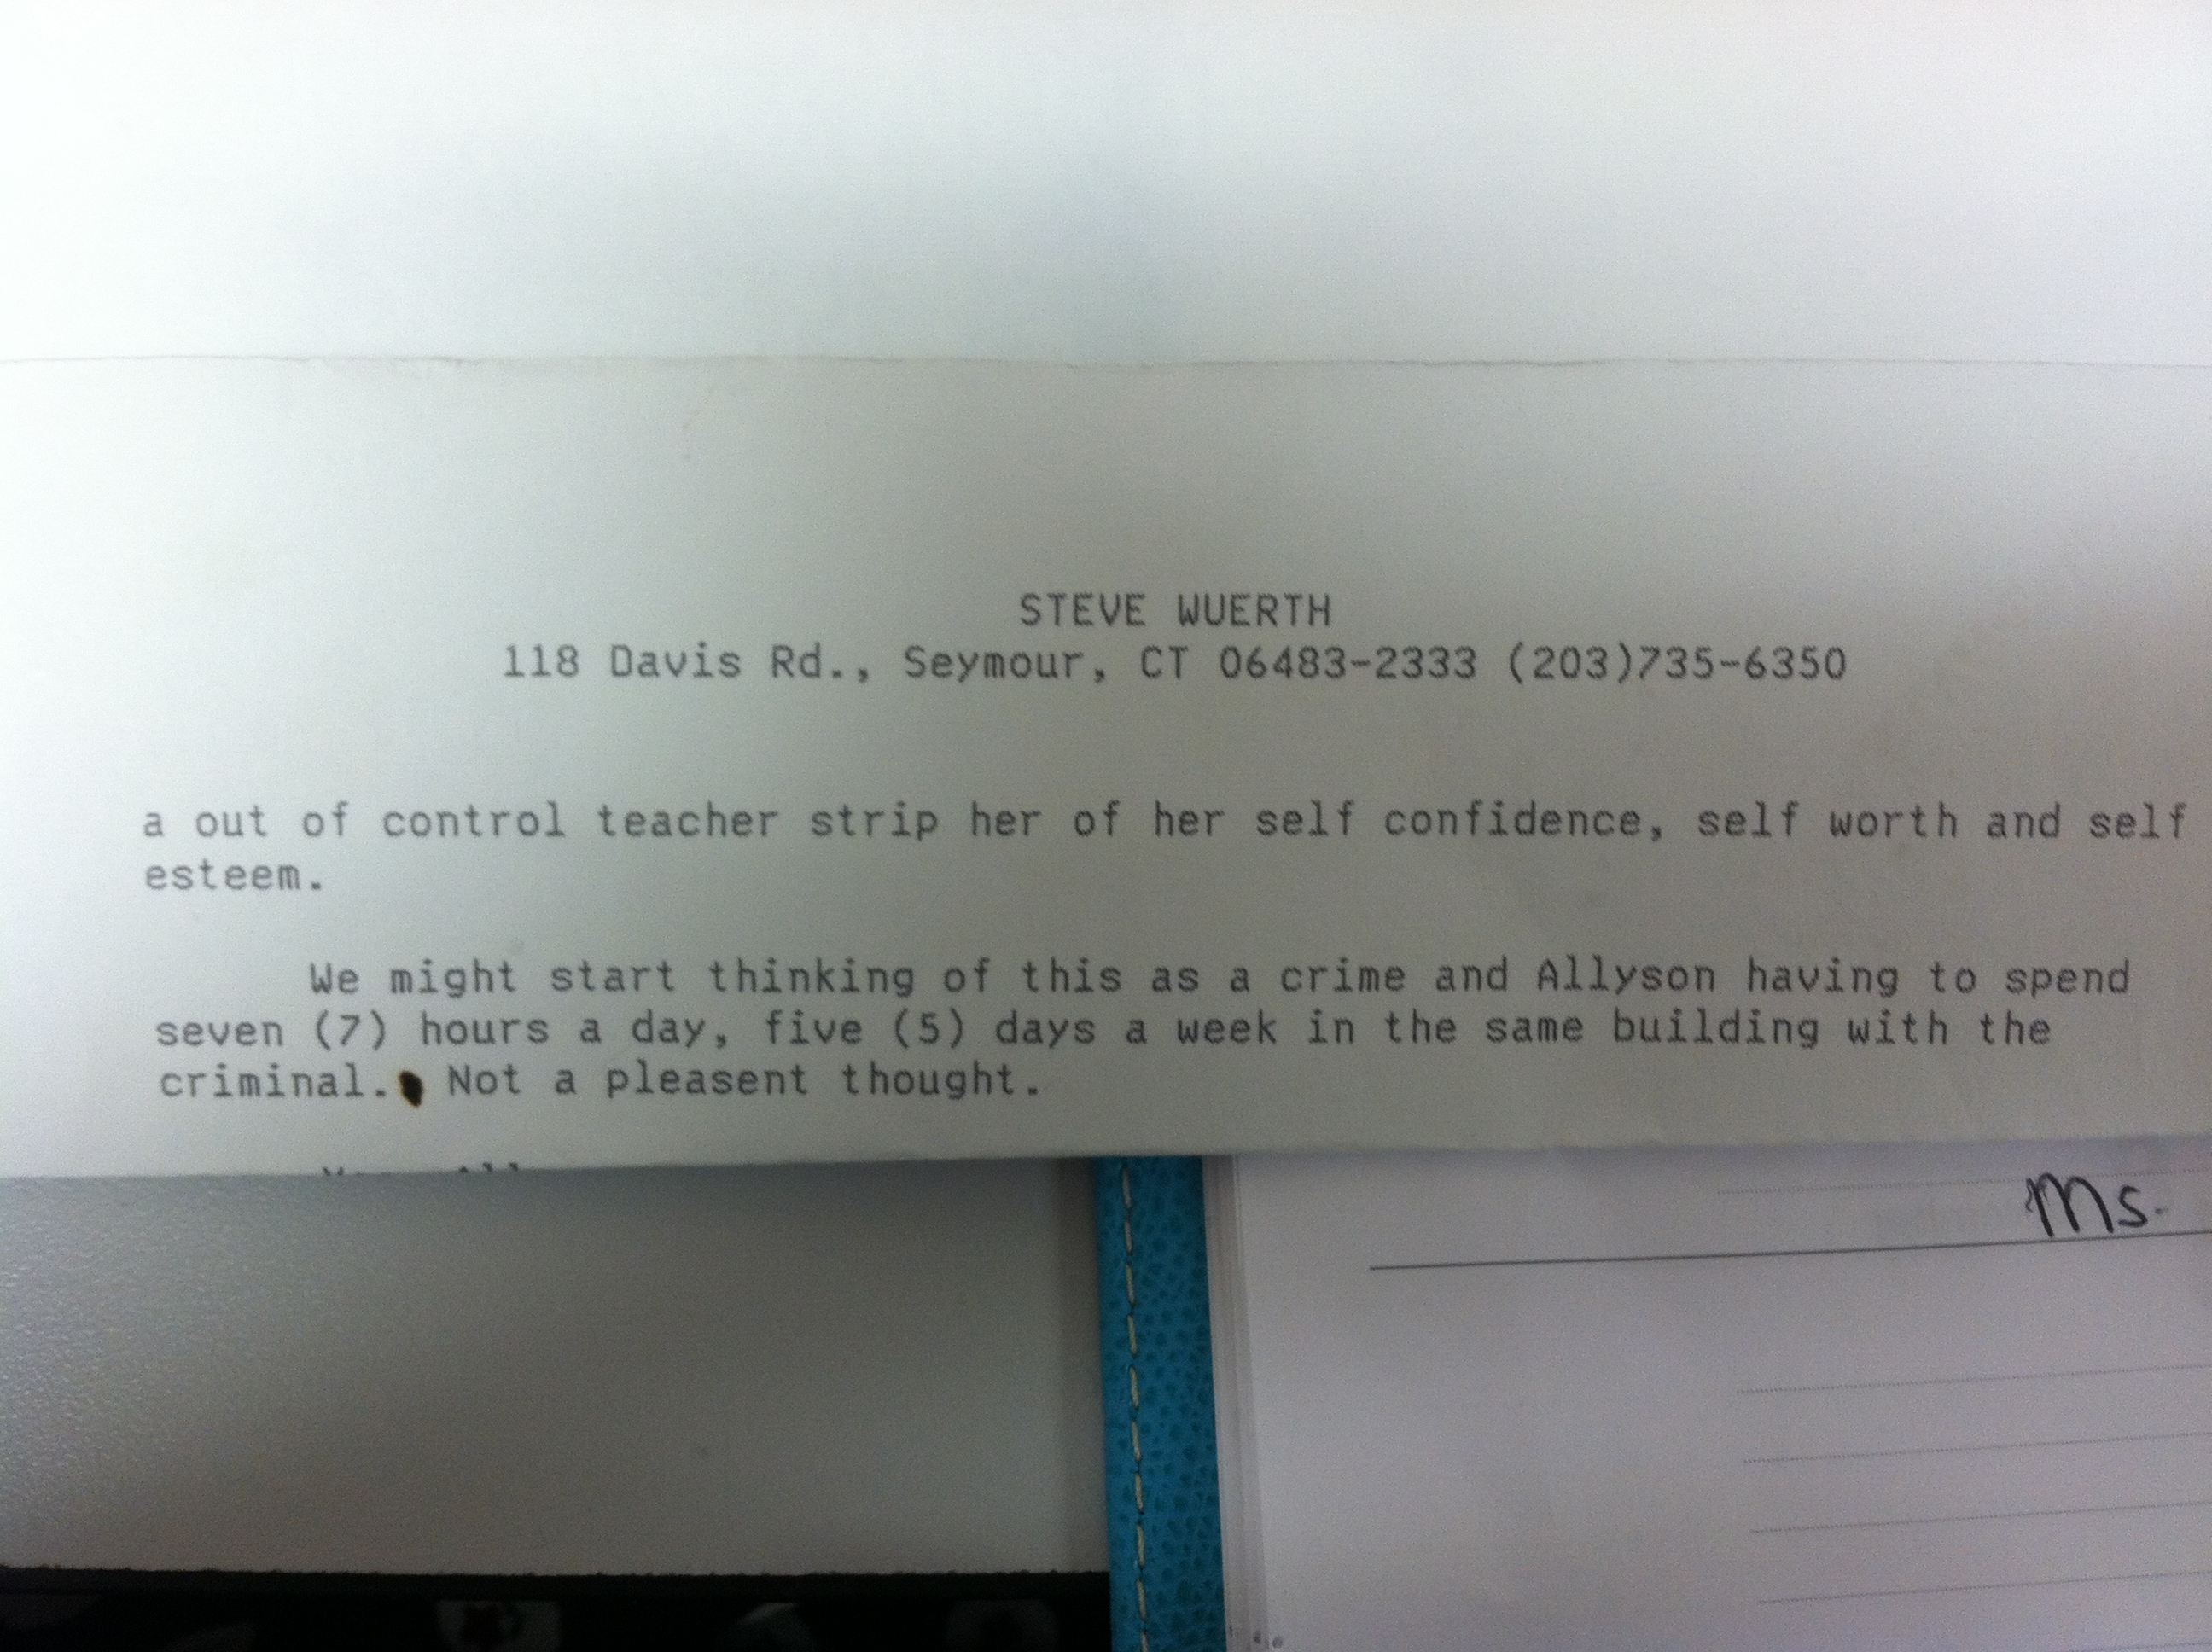 STEVE WUERTH
118 Davis Rd., Seymour, CT 06483-2333 (203)735-6350
a out of control teacher strip her of her self confidence, self worth and self
esteem.
We might start thinking of this as a crime and Allyson having to spend
seven (7) hours a day, five (5) days a week in the same building with the
criminal. Not a pleasent thought.
Ms.